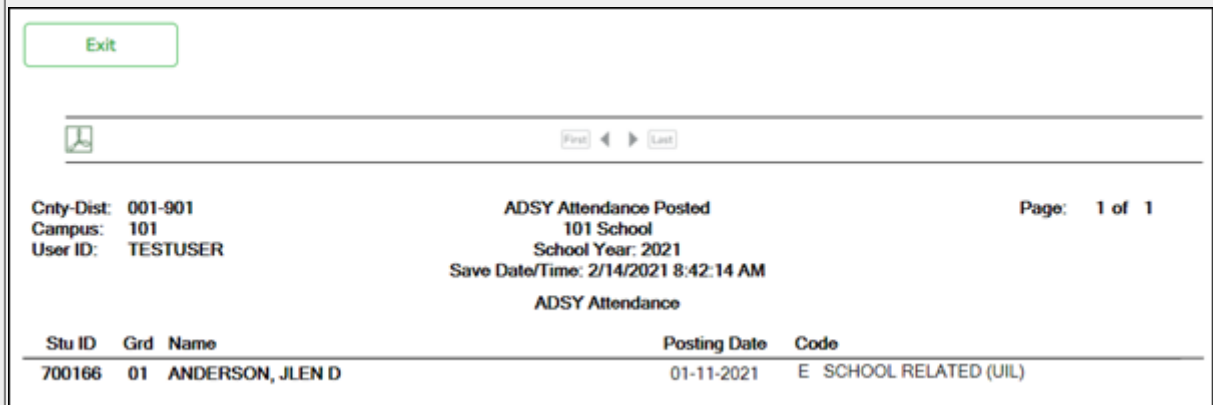 Exit
First Last
Cnty-Dist: 001-901 ADSY Attendance Posted Page: 1 of 1
Campus: 101 101 School
User ID: TESTUSER School Year: 2021
Save Date/Time: 2/14/2021 8:42:14 AM
ADSY Attendance
Stu ID Grd Name Posting Date Code
700166 01 ANDERSON, JLEN D 01-11-2021 E SCHOOL RELATED (UIL)